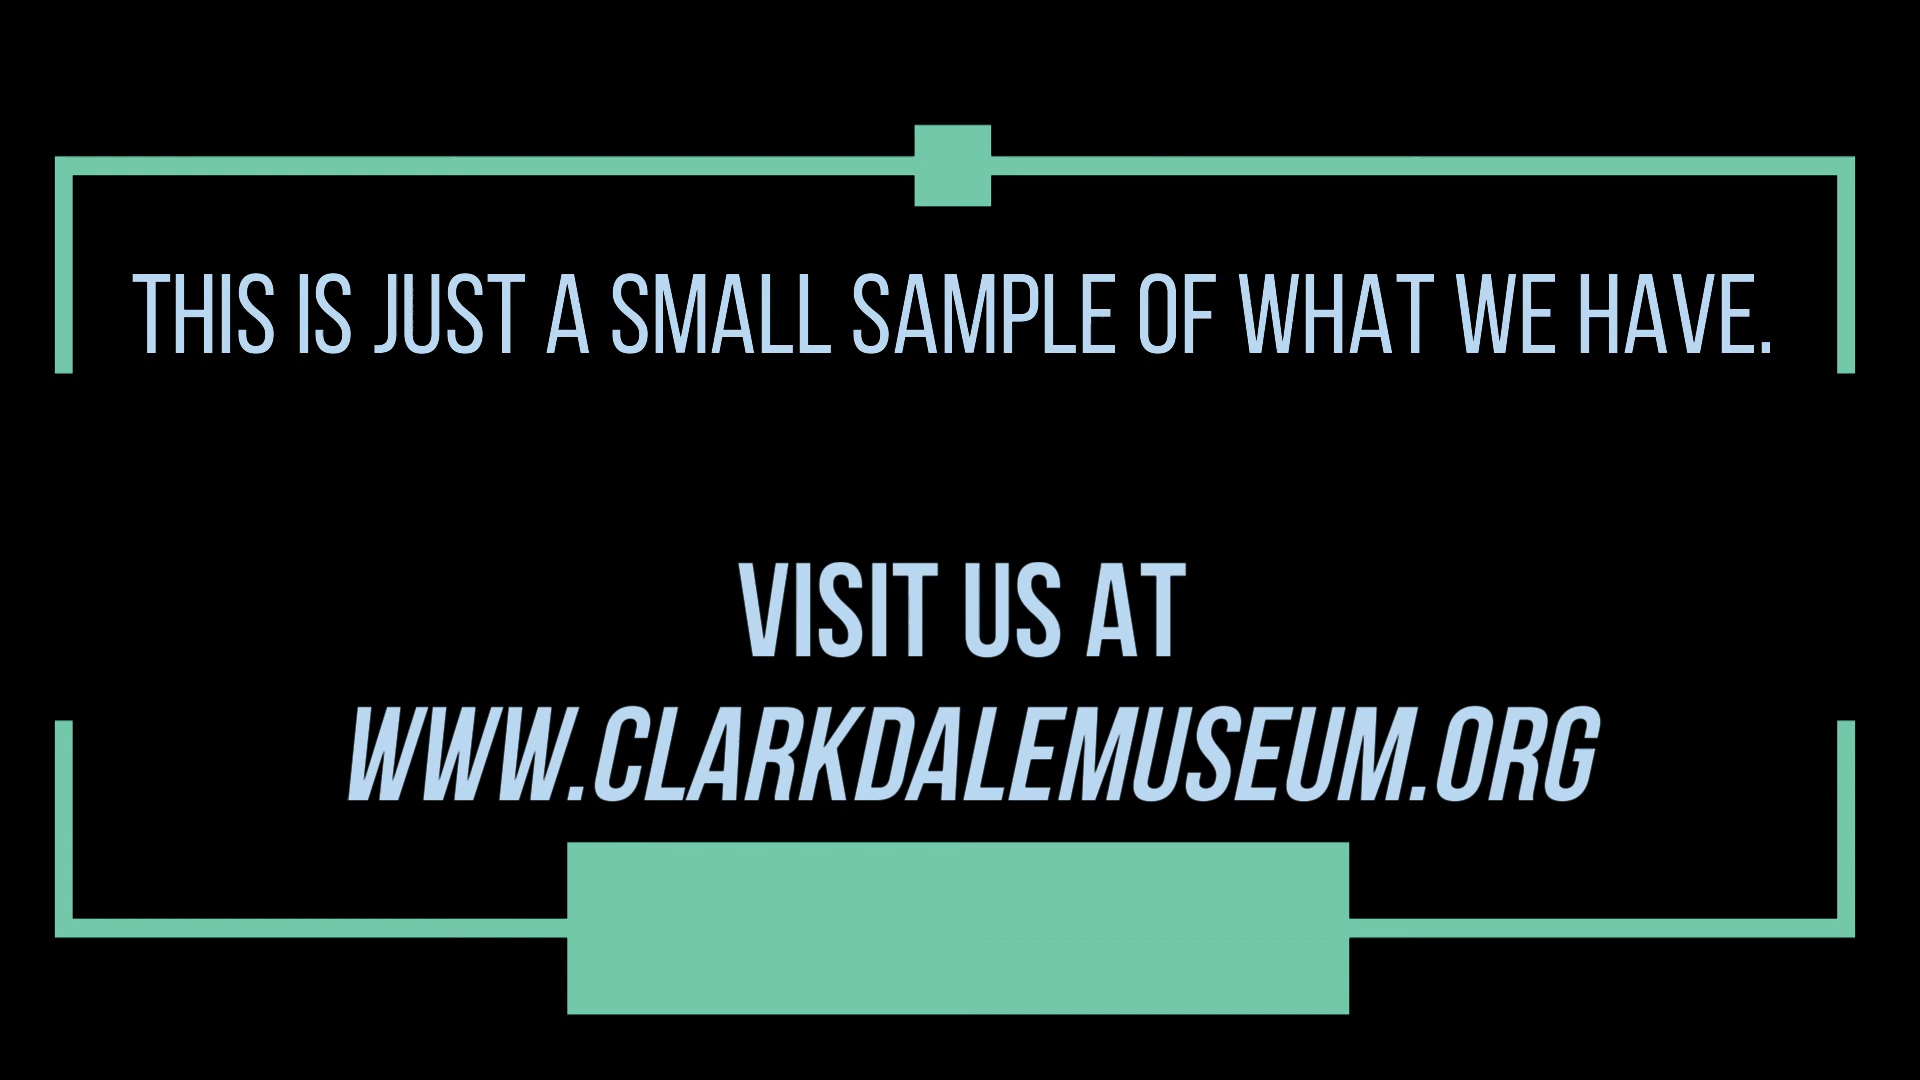 THIS IS JUST A SMALL SAMPLE OF WHAT WE HAVE.
VISIT US AT
WWW.CLARKDALEMUSEUM.ORG